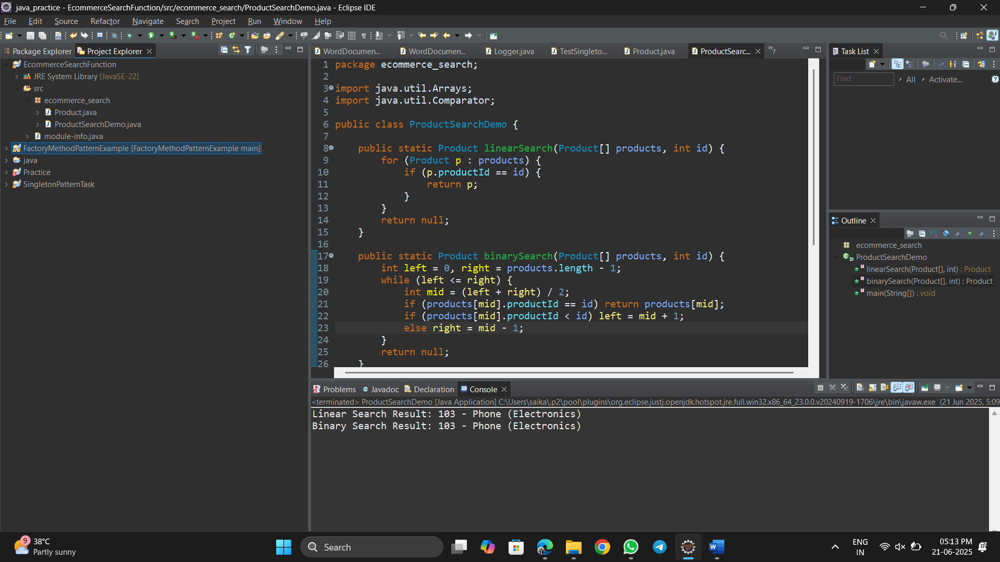 java_practice - EcommerceSearchFunction/src/ecommerce_search/ProductSearchDemo.java - Eclipse IDE
File Edit Source Refactor Navigate Search Project Run Window Help
Package Explorer Project Explorer
EcommerceSearchFunction
JRE System Library [JavaSE-22]
src
ecommerce_search
Product.java
ProductSearchDemo.java
module-info.java
FactoryMethodPatternExample [FactoryMethodPatternExample main]
java
Practice
SingletonPatternTask
WordDocumen... WordDocumen... Logger.java TestSingleto... Product.java ProductSearc... »7
1 package ecommerce_search;
2
3 import java.util.Arrays;
4 import java.util.Comparator;
5
6 public class ProductSearchDemo {
7
8 public static Product linearSearch(Product[] products, int id) {
9 for (Product p : products) {
10 if (p.productId == id) {
11 return p;
12 }
13 }
14 return null;
15 }
16
17 public static Product binarySearch(Product[] products, int id) {
18 int left = 0, right = products.length - 1;
19 while (left <= right) {
20 int mid = (left + right) / 2;
21 if (products[mid].productId == id) return products[mid];
22 if (products[mid].productId < id) left = mid + 1;
23 else right = mid - 1;
24 }
25 return null;
26 }
Task List
Find All Activate...
Outline
ecommerce_search
ProductSearchDemo
linearSearch(Product[], int) : Product
binarySearch(Product[], int) : Product
main(String[]) : void
Problems Javadoc Declaration Console
<terminated> ProductSearchDemo [Java Application] C:\Users\saika\.p2\pool\plugins\org.eclipse.justj.openjdk.hotspot.jre.full.win32.x86_64_23.0.0.v20240919-1706\jre\bin\javaw.exe (21 Jun 2025, 5:09
Linear Search Result: 103 - Phone (Electronics)
Binary Search Result: 103 - Phone (Electronics)
9
38°C
Partly sunny
Search
ENG
IN
05:13 PM
21-06-2025